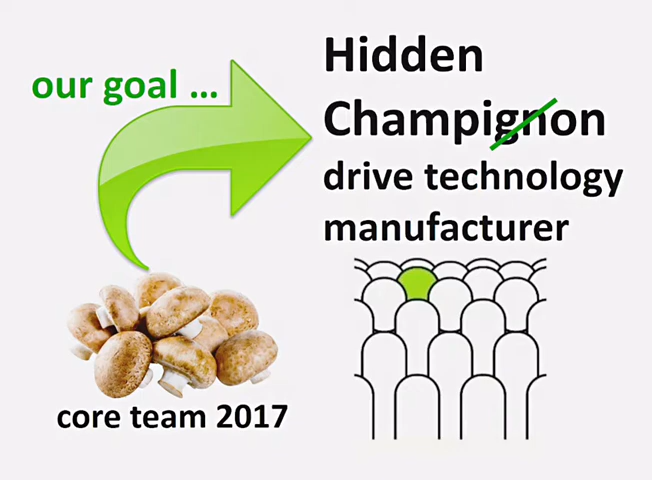 our goal ...
Hidden
Champignon
drive technology
manufacturer
core team 2017